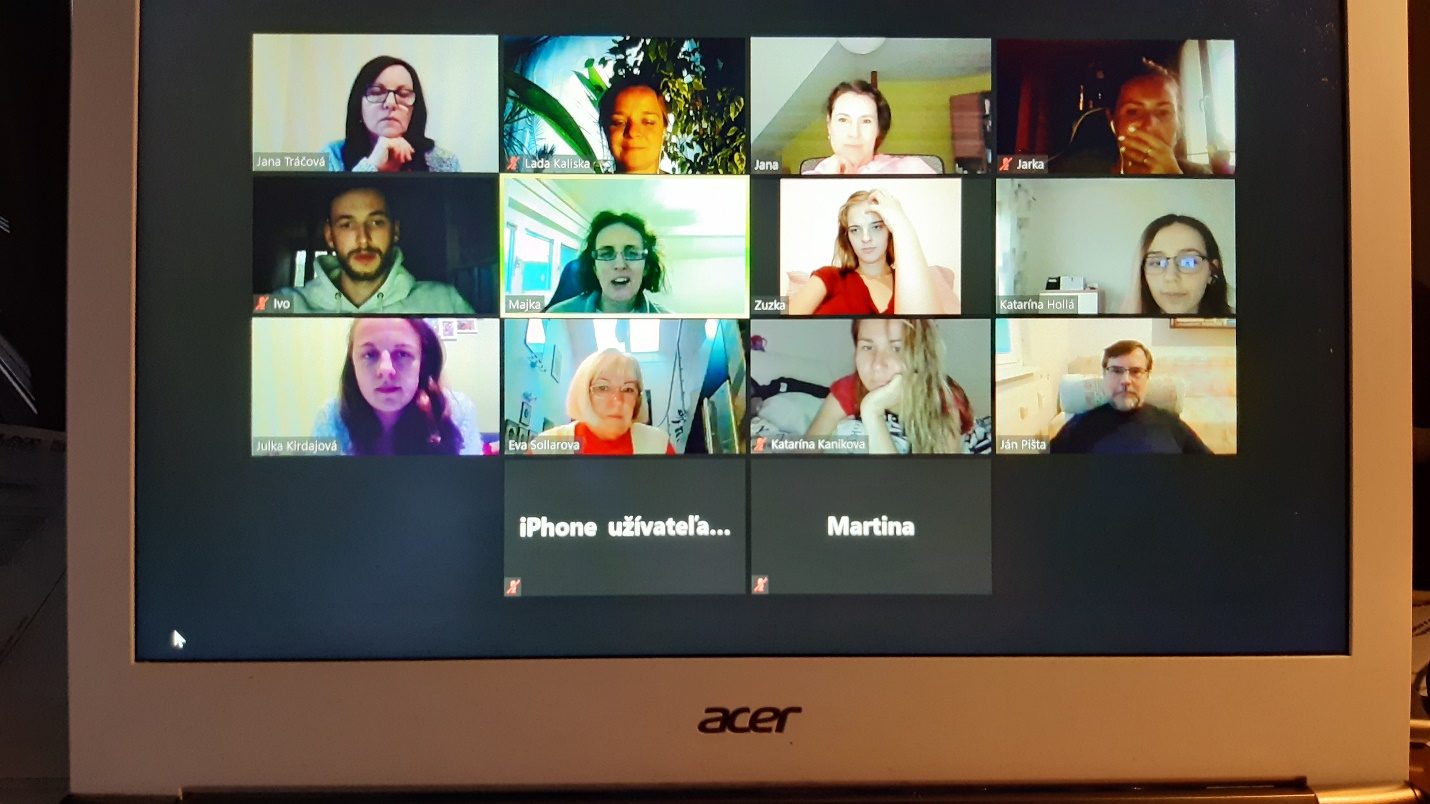 Jana Tráčová
Lada Kaliska
Jana
Jarka
Ivo
Majka
Zuzka
Katarína Hollá
Julka Kirdajová
Eva Sollarova
Katarína Kaníkova
Ján Pišta
iPhone užívateľa...
Martina
acer